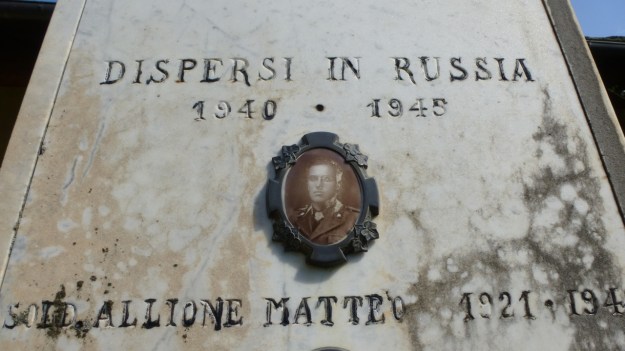 DISPERSI IN RUSSIA
1940 • 1945
SOLD. ALLIONE MATTEO 1921 • 194